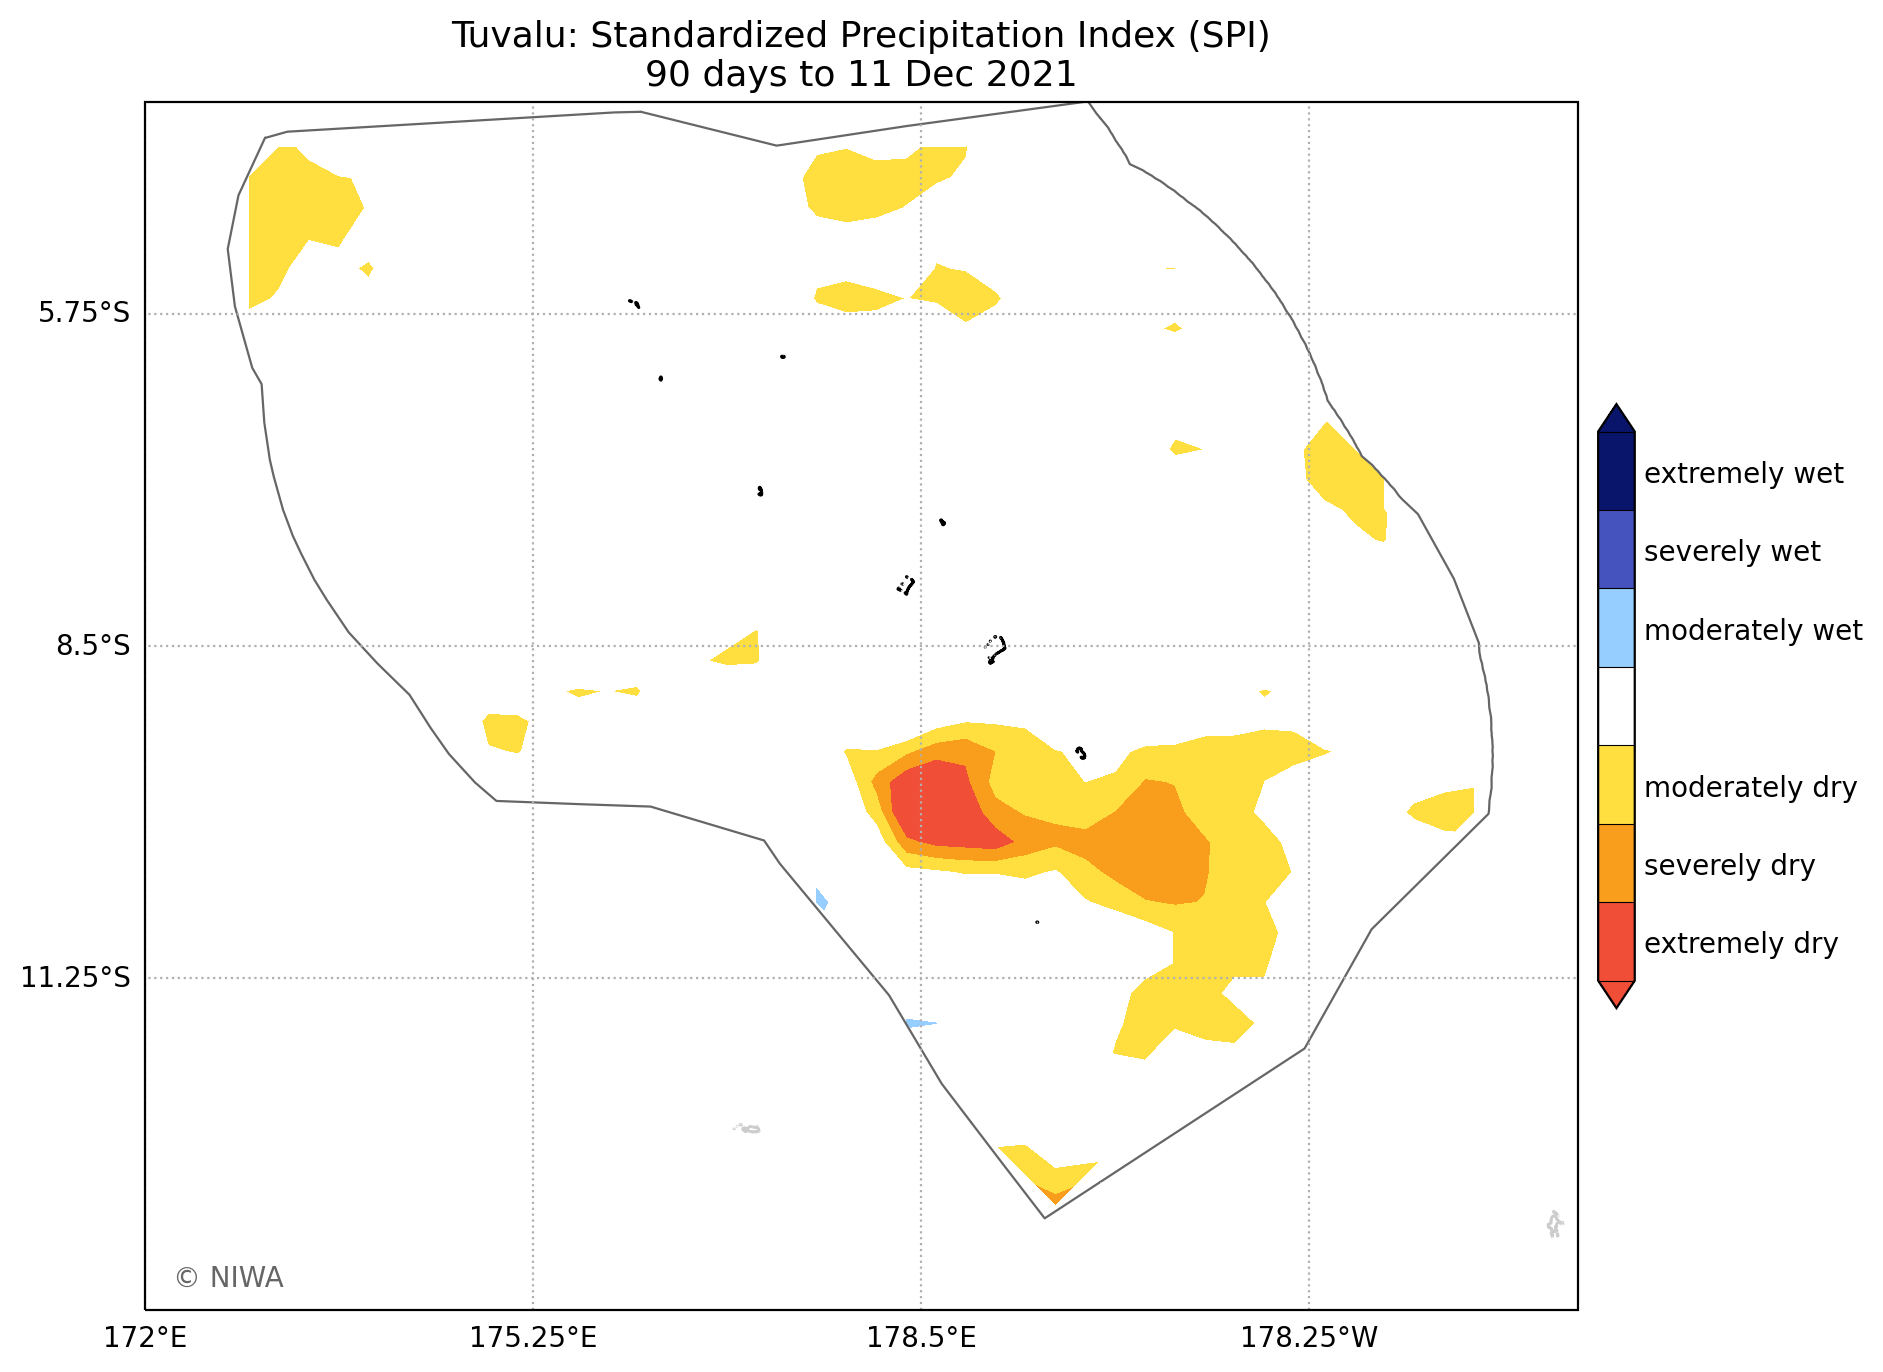 Tuvalu: Standardized Precipitation Index (SPI)
90 days to 11 Dec 2021
5.75°S
8.5°S
11.25°S
172°E
175.25°E
178.5°E
178.25°W
extremely wet
severely wet
moderately wet
moderately dry
severely dry
extremely dry
© NIWA